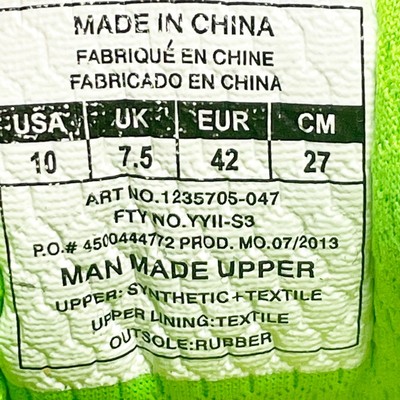 MADE IN CHINA
FABRIQUÉ EN CHINE
FABRICADO EN CHINA
USA UK EUR CM
10 7.5 42 27
ART NO.1235705-047
FTY NO.YYII-S3
P.O.# 4500444772 PROD. MO.07/2013
MAN MADE UPPER
UPPER: SYNTHETIC+TEXTILE
UPPER LINING:TEXTILE
OUTSOLE:RUBBER